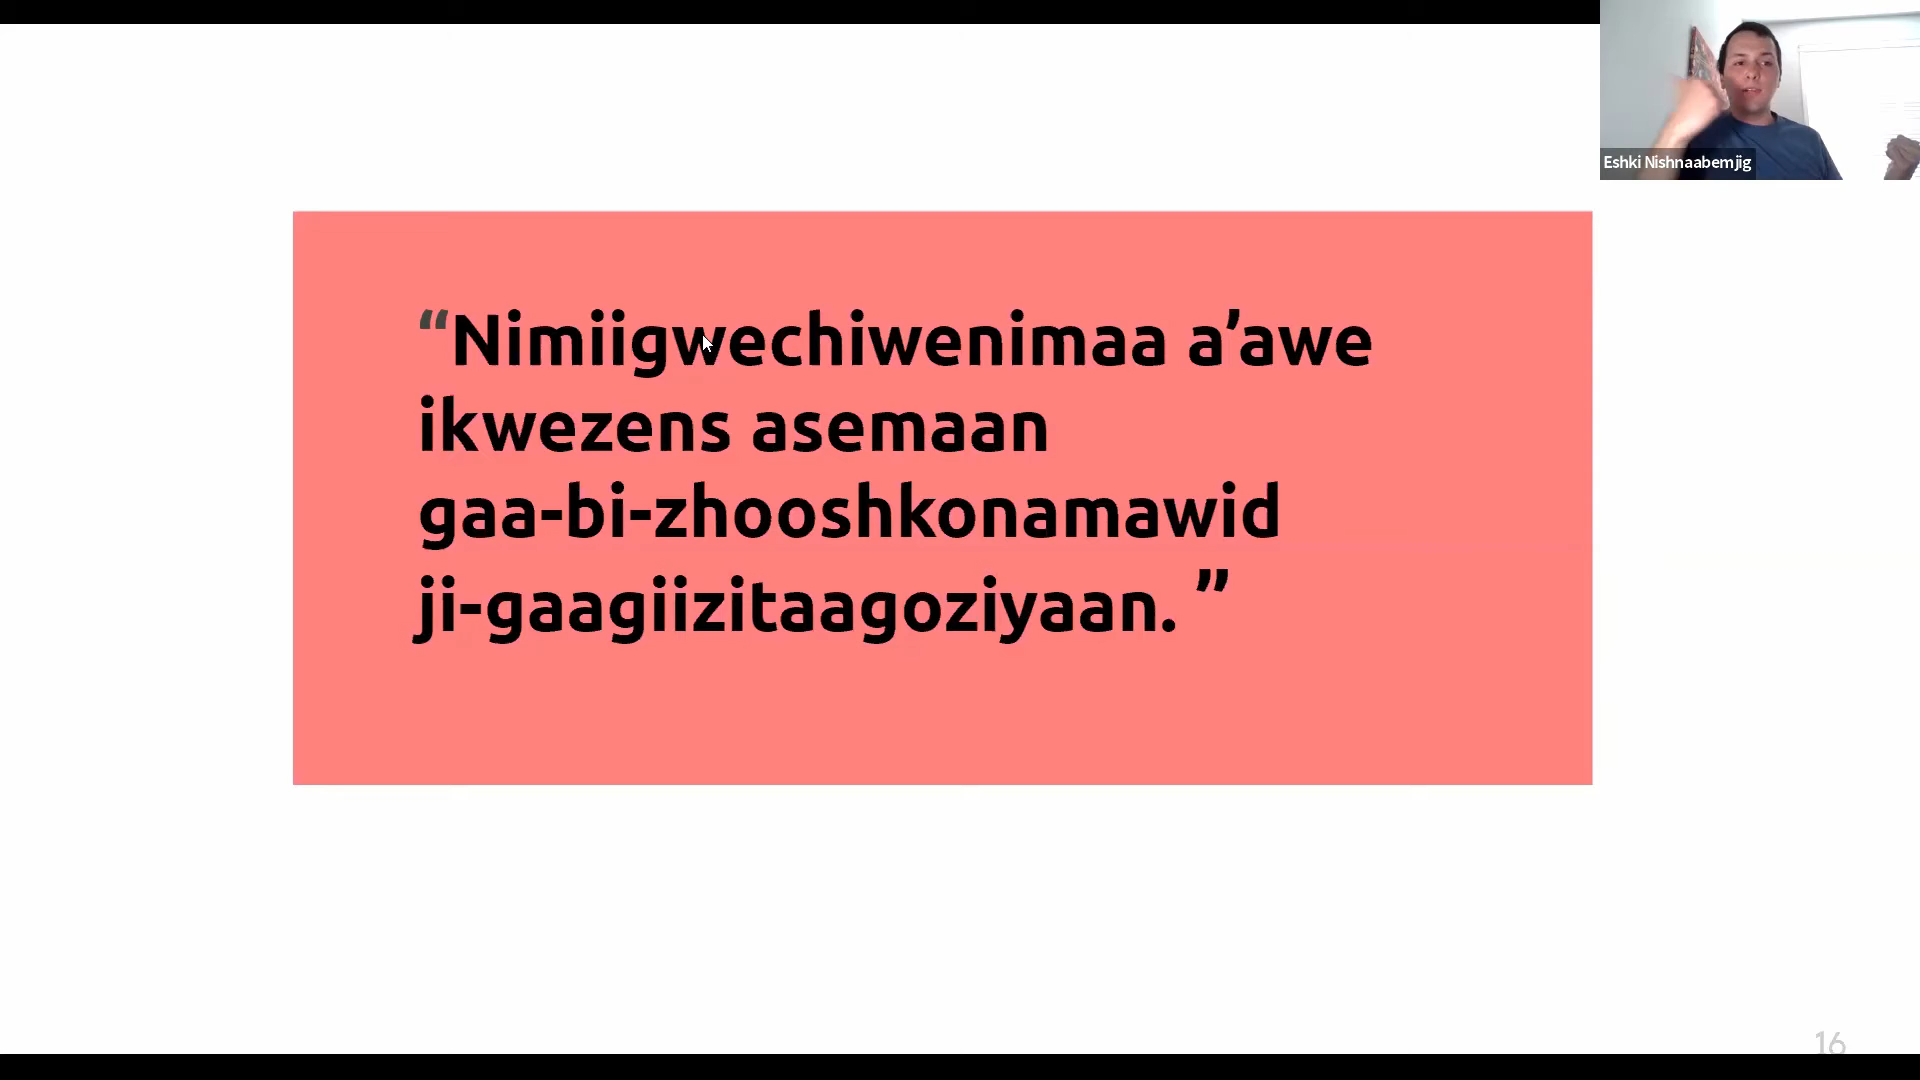 Eshki Nishnaabemjig
“Nimiigwechiwenimaa a’awe
ikwezens asemaan
gaa-bi-zhooshkonamawid
ji-gaagiizitaagoziyaan. ”
16